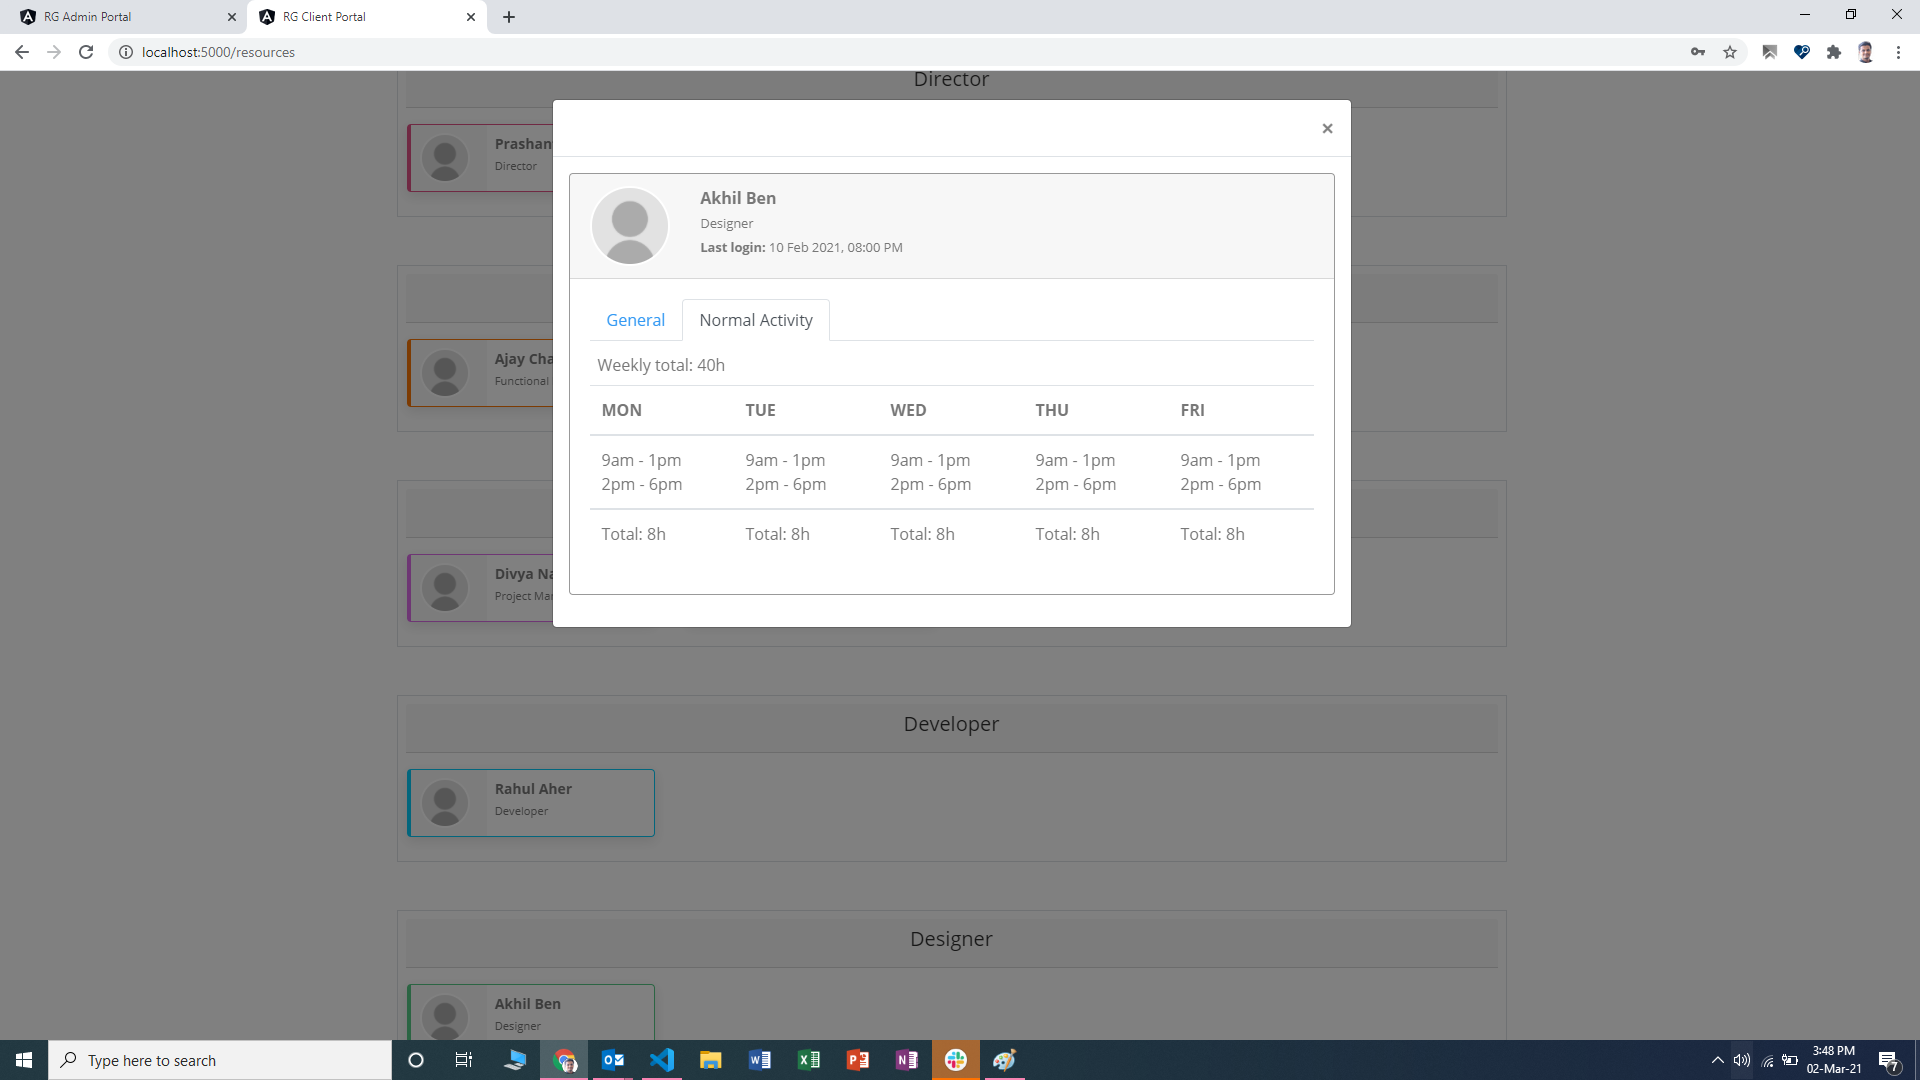 RG Admin Portal
RG Client Portal
localhost:5000/resources
Director
Director
Akhil Ben
Designer
Last login: 10 Feb 2021, 08:00 PM
General
Normal Activity
Weekly total: 40h
MON TUE WED THU FRI
9am - 1pm 9am - 1pm 9am - 1pm 9am - 1pm 9am - 1pm
2pm - 6pm 2pm - 6pm 2pm - 6pm 2pm - 6pm 2pm - 6pm
Total: 8h Total: 8h Total: 8h Total: 8h Total: 8h
Ajay
Functional
Divya
Project
Developer
Rahul Aher
Developer
Designer
Akhil Ben
Designer
Type here to search
3:48 PM
02-Mar-21
7